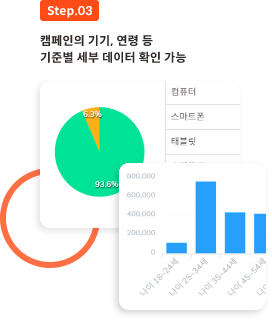 Step.03
캠페인의 기기, 연령 등
기준별 세부 데이터 확인 가능
컴퓨터
스마트폰
태블릿
6.3%
93.6%
800,000
600,000
400,000
200,000
0
나이 18~24세
나이 25~34세
나이 35~44세
나이 45~54세